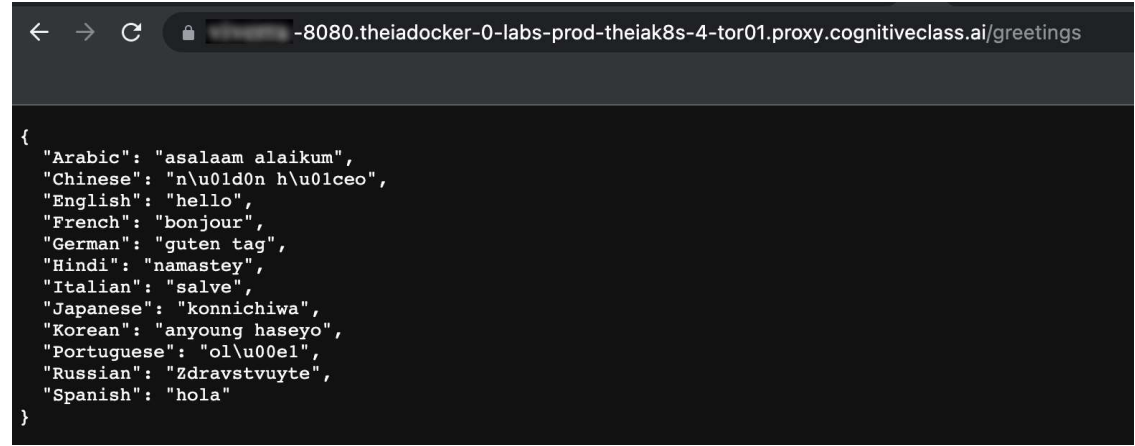 -8080.theiadocker-0-labs-prod-theiak8s-4-tor01.proxy.cognitiveclass.ai/greetings
{
  "Arabic": "asalaam alaikum",
  "Chinese": "n\u01d0n h\u01ceo",
  "English": "hello",
  "French": "bonjour",
  "German": "guten tag",
  "Hindi": "namastey",
  "Italian": "salve",
  "Japanese": "konnichiwa",
  "Korean": "anyoung haseyo",
  "Portuguese": "ol\u00e1",
  "Russian": "Zdravstvuyte",
  "Spanish": "hola"
}